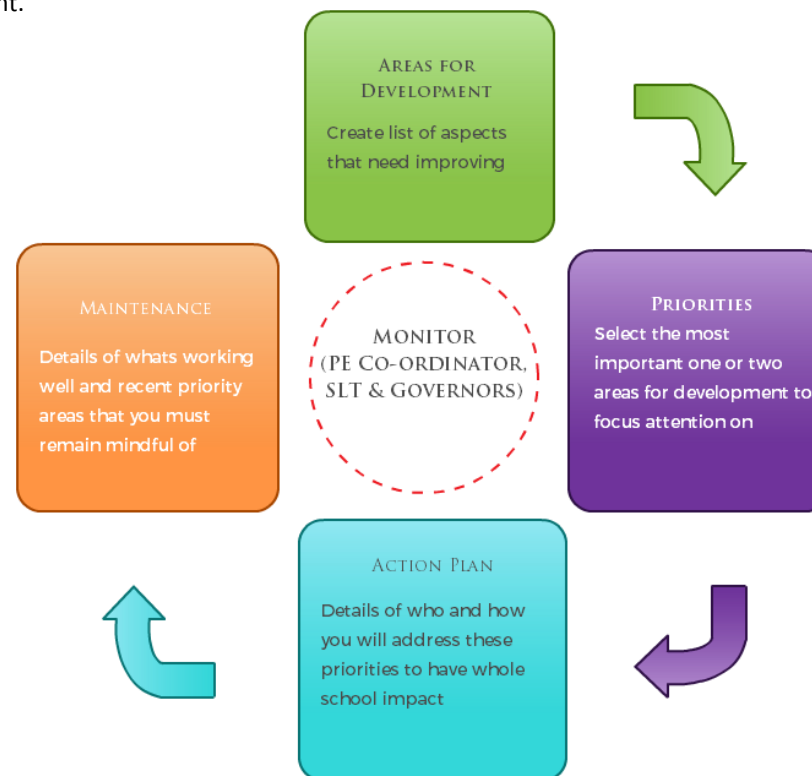 nt.
AREAS FOR
DEVELOPMENT
Create list of aspects
that need improving
PRIORITIES
Select the most
important one or two
areas for development to
focus attention on
ACTION PLAN
Details of who and how
you will address these
priorities to have whole
school impact
MAINTENANCE
Details of whats working
well and recent priority
areas that you must
remain mindful of
MONITOR
(PE CO-ORDINATOR,
SLT & GOVERNORS)